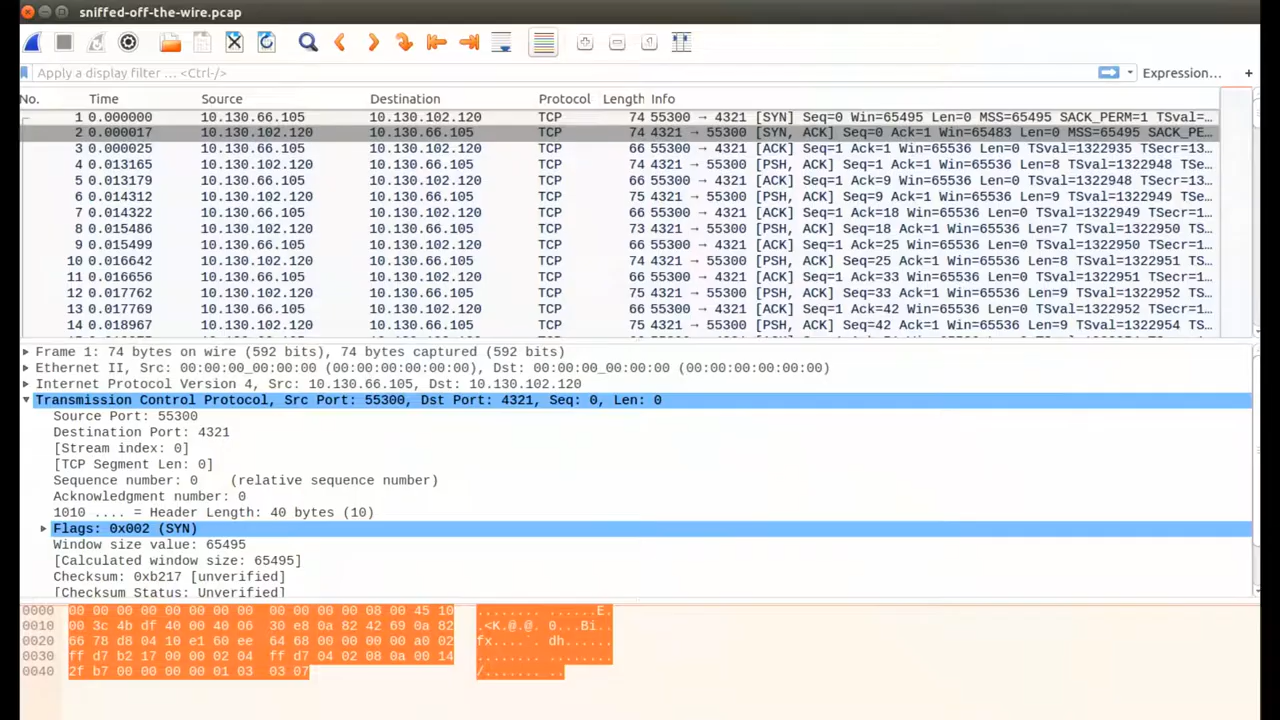 sniffed-off-the-wire.pcap
Apply a display filter ... <Ctrl-/>
Expression... +
No. Time Source Destination Protocol Length Info
1 0.000000 10.130.66.105 10.130.102.120 TCP 74 55300 → 4321 [SYN] Seq=0 Win=65495 Len=0 MSS=65495 SACK_PERM=1 TSval=...
2 0.000017 10.130.102.120 10.130.66.105 TCP 74 4321 → 55300 [SYN, ACK] Seq=0 Ack=1 Win=65483 Len=0 MSS=65495 SACK_PE...
3 0.000025 10.130.66.105 10.130.102.120 TCP 66 55300 → 4321 [ACK] Seq=1 Ack=1 Win=65536 Len=0 TSval=1322935 TSecr=13...
4 0.013165 10.130.66.105 10.130.102.120 TCP 74 55300 → 4321 [PSH, ACK] Seq=1 Ack=1 Win=65536 Len=8 TSval=1322948 TSe...
5 0.013179 10.130.102.120 10.130.66.105 TCP 66 4321 → 55300 [ACK] Seq=1 Ack=9 Win=65536 Len=0 TSval=1322948 TSecr=13...
6 0.014312 10.130.66.105 10.130.102.120 TCP 75 55300 → 4321 [PSH, ACK] Seq=9 Ack=1 Win=65536 Len=9 TSval=1322949 TSe...
7 0.014322 10.130.102.120 10.130.66.105 TCP 66 4321 → 55300 [ACK] Seq=1 Ack=18 Win=65536 Len=0 TSval=1322949 TSecr=1...
8 0.015486 10.130.102.120 10.130.66.105 TCP 73 4321 → 55300 [PSH, ACK] Seq=18 Ack=1 Win=65536 Len=7 TSval=1322950 TS...
9 0.015499 10.130.66.105 10.130.102.120 TCP 66 55300 → 4321 [ACK] Seq=1 Ack=25 Win=65536 Len=0 TSval=1322950 TSecr=1...
10 0.016642 10.130.102.120 10.130.66.105 TCP 74 4321 → 55300 [PSH, ACK] Seq=25 Ack=1 Win=65536 Len=8 TSval=1322951 TS...
11 0.016656 10.130.66.105 10.130.102.120 TCP 66 55300 → 4321 [ACK] Seq=1 Ack=33 Win=65536 Len=0 TSval=1322951 TSecr=1...
12 0.017762 10.130.102.120 10.130.66.105 TCP 75 4321 → 55300 [PSH, ACK] Seq=33 Ack=1 Win=65536 Len=9 TSval=1322952 TS...
13 0.017769 10.130.66.105 10.130.102.120 TCP 66 55300 → 4321 [ACK] Seq=1 Ack=42 Win=65536 Len=0 TSval=1322952 TSecr=1...
14 0.018967 10.130.102.120 10.130.66.105 TCP 75 4321 → 55300 [PSH, ACK] Seq=42 Ack=1 Win=65536 Len=9 TSval=1322954 TS...
Frame 1: 74 bytes on wire (592 bits), 74 bytes captured (592 bits)
Ethernet II, Src: 00:00:00_00:00:00 (00:00:00:00:00:00), Dst: 00:00:00_00:00:00 (00:00:00:00:00:00)
Internet Protocol Version 4, Src: 10.130.66.105, Dst: 10.130.102.120
Transmission Control Protocol, Src Port: 55300, Dst Port: 4321, Seq: 0, Len: 0
Source Port: 55300
Destination Port: 4321
[Stream index: 0]
[TCP Segment Len: 0]
Sequence number: 0 (relative sequence number)
Acknowledgment number: 0
1010 .... = Header Length: 40 bytes (10)
Flags: 0x002 (SYN)
Window size value: 65495
[Calculated window size: 65495]
Checksum: 0xb217 [unverified]
[Checksum Status: Unverified]
0000 00 00 00 00 00 00 00 00 00 00 00 00 08 00 45 10 ........ ......E.
0010 00 3c 4b df 40 00 40 06 30 e8 0a 82 42 69 0a 82 .<K.@.@. 0...Bi..
0020 66 78 d8 04 10 e1 60 ee 64 68 00 00 00 00 a0 02 fx....`. dh......
0030 ff d7 b2 17 00 00 02 04 ff d7 04 02 08 0a 00 14 ........ ........
0040 2f b7 00 00 00 00 01 03 03 07 /....... ..